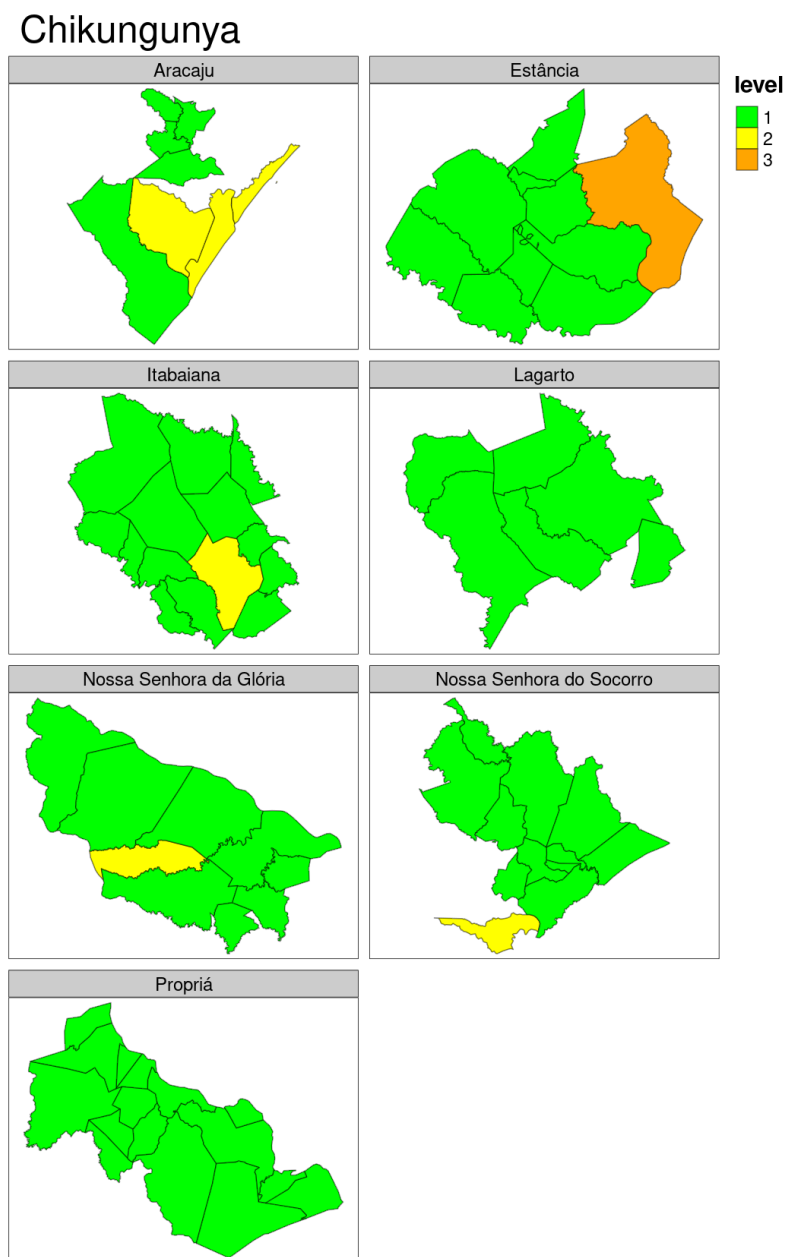 Chikungunya
Aracaju
Estância
level
1
2
3
Itabaiana
Lagarto
Nossa Senhora da Glória
Nossa Senhora do Socorro
Propriá